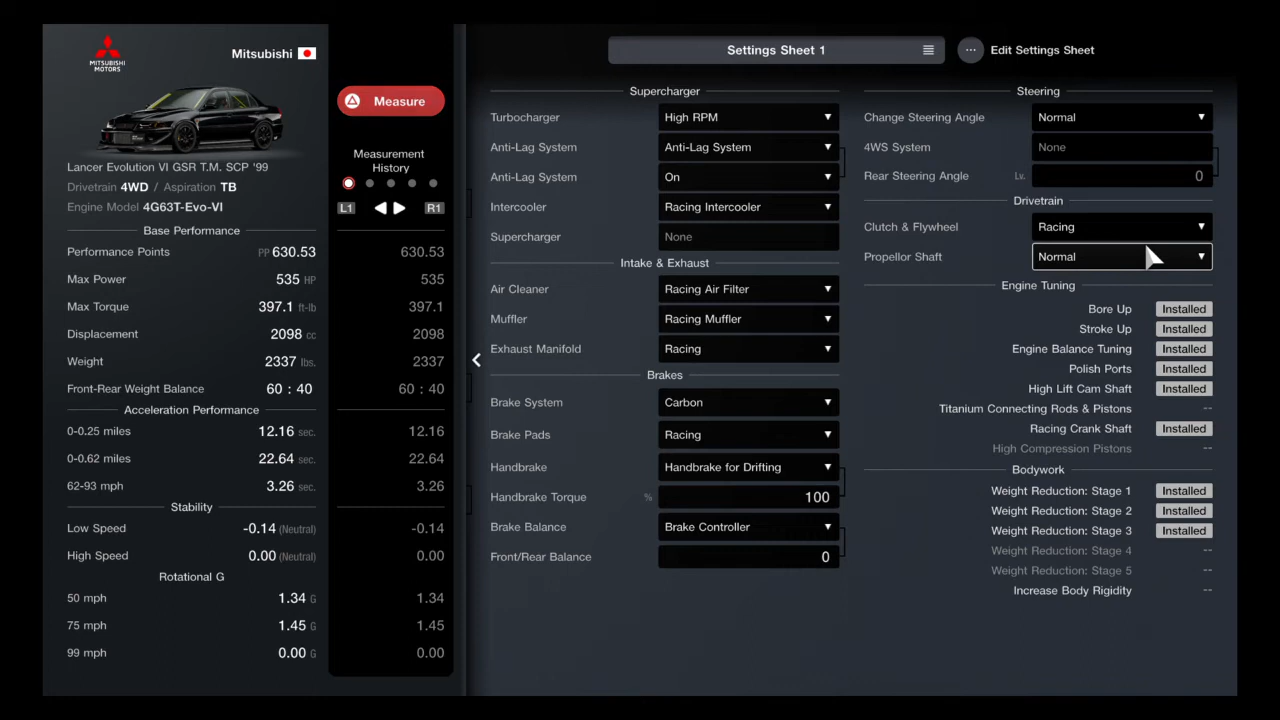 MITSUBISHI
MOTORS
Mitsubishi
Lancer Evolution VI GSR T.M. SCP '99
Drivetrain 4WD / Aspiration TB
Engine Model 4G63T-Evo-VI
Base Performance
Performance Points PP 630.53
Max Power 535 HP
Max Torque 397.1 ft-lb
Displacement 2098 cc
Weight 2337 lbs.
Front-Rear Weight Balance 60 : 40
Acceleration Performance
0-0.25 miles 12.16 sec.
0-0.62 miles 22.64 sec.
62-93 mph 3.26 sec.
Stability
Low Speed -0.14 (Neutral)
High Speed 0.00 (Neutral)
Rotational G
50 mph 1.34 G
75 mph 1.45 G
99 mph 0.00 G
Measure
Measurement
History
L1 R1
630.53
535
397.1
2098
2337
60 : 40
12.16
22.64
3.26
-0.14
0.00
1.34
1.45
0.00
Settings Sheet 1
Edit Settings Sheet
Supercharger
Turbocharger High RPM
Anti-Lag System Anti-Lag System
Anti-Lag System On
Intercooler Racing Intercooler
Supercharger None
Intake & Exhaust
Air Cleaner Racing Air Filter
Muffler Racing Muffler
Exhaust Manifold Racing
Brakes
Brake System Carbon
Brake Pads Racing
Handbrake Handbrake for Drifting
Handbrake Torque % 100
Brake Balance Brake Controller
Front/Rear Balance 0
Steering
Change Steering Angle Normal
4WS System None
Rear Steering Angle Lv. 0
Drivetrain
Clutch & Flywheel Racing
Propellor Shaft Normal
Engine Tuning
Bore Up Installed
Stroke Up Installed
Engine Balance Tuning Installed
Polish Ports Installed
High Lift Cam Shaft Installed
Titanium Connecting Rods & Pistons --
Racing Crank Shaft Installed
High Compression Pistons
Bodywork
Weight Reduction: Stage 1 Installed
Weight Reduction: Stage 2 Installed
Weight Reduction: Stage 3 Installed
Weight Reduction: Stage 4 --
Weight Reduction: Stage 5 --
Increase Body Rigidity --